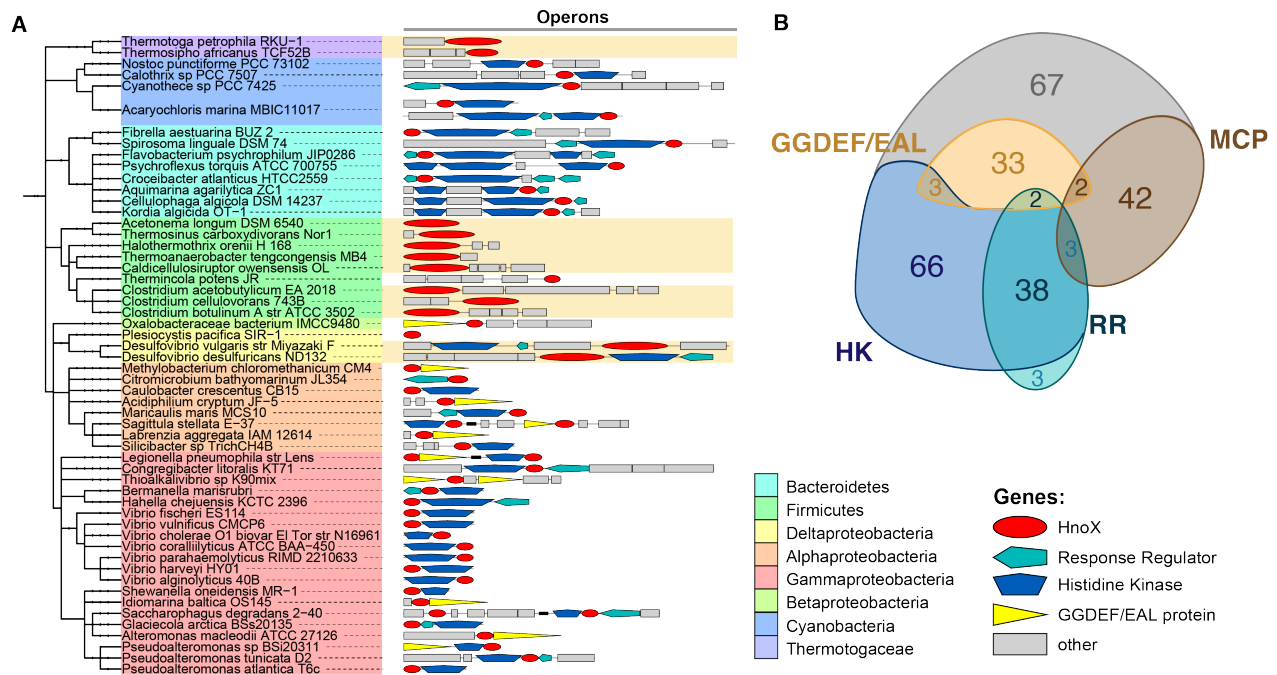 A
Operons
Thermotoga petrophila RKU−1
Thermosipho africanus TCF52B
Nostoc punctiforme PCC 73102
Calothrix sp PCC 7507
Cyanothece sp PCC 7425
Acaryochloris marina MBIC11017
Fibrella aestuarina BUZ 2
Spirosoma linguale DSM 74
Flavobacterium psychrophilum JIP0286
Psychroflexus torquis ATCC 700755
Croceibacter atlanticus HTCC2559
Aquimarina agarilytica ZC1
Cellulophaga algicola DSM 14237
Kordia algicida OT−1
Acetonema longum DSM 6540
Thermosinus carboxydivorans Nor1
Halothermothrix orenii H 168
Thermoanaerobacter tengcongensis MB4
Caldicellulosiruptor owensensis OL
Thermincola potens JR
Clostridium acetobutylicum EA 2018
Clostridium cellulovorans 743B
Clostridium botulinum A str ATCC 3502
Oxalobacteraceae bacterium IMCC9480
Plesiocystis pacifica SIR−1
Desulfovibrio vulgaris str Miyazaki F
Desulfovibrio desulfuricans ND132
Methylobacterium chloromethanicum CM4
Citromicrobium bathyomarinum JL354
Caulobacter crescentus CB15
Acidiphilium cryptum JF−5
Maricaulis maris MCS10
Sagittula stellata E−37
Labrenzia aggregata IAM 12614
Silicibacter sp TrichCH4B
Legionella pneumophila str Lens
Congregibacter litoralis KT71
Thioalkalivibrio sp K90mix
Bermanella marisrubri
Hahella chejuensis KCTC 2396
Vibrio fischeri ES114
Vibrio vulnificus CMCP6
Vibrio cholerae O1 biovar El Tor str N16961
Vibrio coralliilyticus ATCC BAA−450
Vibrio parahaemolyticus RIMD 2210633
Vibrio harveyi HY01
Vibrio alginolyticus 40B
Shewanella oneidensis MR−1
Idiomarina baltica OS145
Saccharophagus degradans 2−40
Glaciecola arctica BSs20135
Alteromonas macleodii ATCC 27126
Pseudoalteromonas sp BSi20311
Pseudoalteromonas tunicata D2
Pseudoalteromonas atlantica T6c
B
67
GGDEF/EAL
MCP
33
3
2
2
42
3
66
38
RR
HK
3
Bacteroidetes
Firmicutes
Deltaproteobacteria
Alphaproteobacteria
Gammaproteobacteria
Betaproteobacteria
Cyanobacteria
Thermotogaceae
Genes:
HnoX
Response Regulator
Histidine Kinase
GGDEF/EAL protein
other